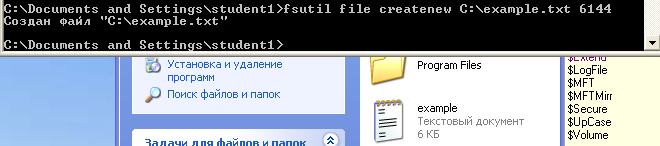 C:\Documents and Settings\student1>fsutil file createnew C:\example.txt 6144
Создан файл "C:\example.txt"
C:\Documents and Settings\student1>
Установка и удаление
программ
Поиск файлов и папок
Задачи для файлов и папок
Program Files
example
Текстовый документ
6 КБ
$Extend
$LogFile
$MFT
$MFTMirr
$Secure
$UpCase
$Volume